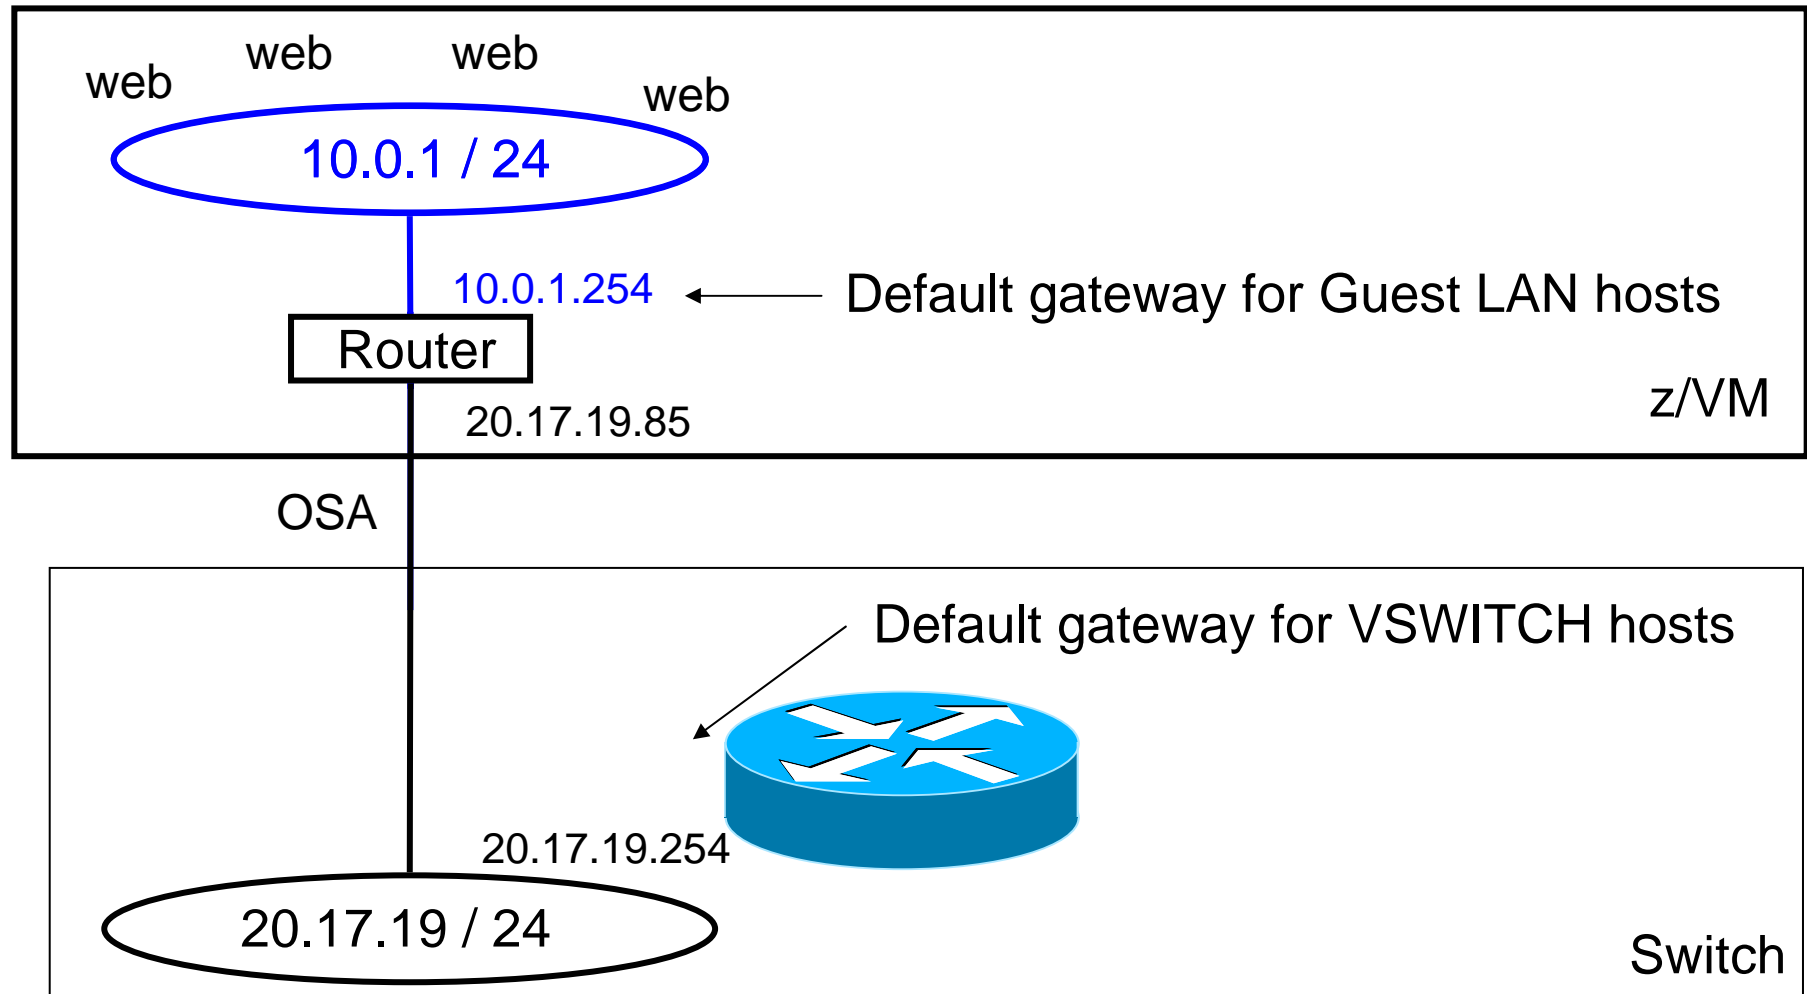 web
web
web
web
10.0.1 / 24
10.0.1.254
Default gateway for Guest LAN hosts
Router
z/VM
20.17.19.85
OSA
Default gateway for VSWITCH hosts
20.17.19.254
20.17.19 / 24
Switch